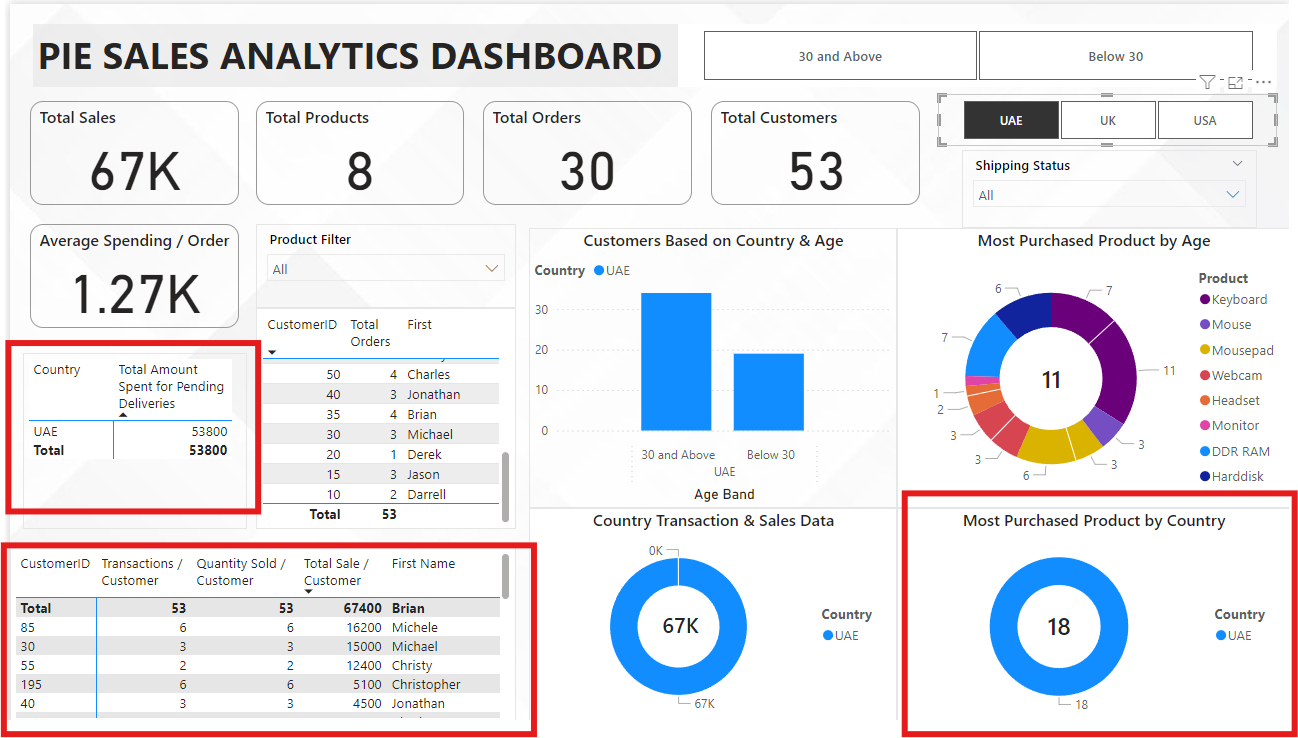 PIE SALES ANALYTICS DASHBOARD
30 and Above
Below 30
Total Sales
67K
Total Products
8
Total Orders
30
Total Customers
53
UAE
UK
USA
Shipping Status
All
Average Spending / Order
1.27K
Product Filter
All
CustomerID Total Orders First
50 4 Charles
40 3 Jonathan
35 4 Brian
30 3 Michael
20 1 Derek
15 3 Jason
10 2 Darrell
Total 53
Country Total Amount
Spent for Pending
Deliveries
UAE 53800
Total 53800
Customers Based on Country & Age
Country UAE
30
20
10
0
30 and Above
Below 30
UAE
Age Band
Most Purchased Product by Age
6
7
7
11
11
1
2
3
3
3
3
6
Product
Keyboard
Mouse
Mousepad
Webcam
Headset
Monitor
DDR RAM
Harddisk
CustomerID Transactions / Quantity Sold / Total Sale / First Name
Customer Customer Customer
Total 53 53 67400 Brian
85 6 6 16200 Michele
30 3 3 15000 Michael
55 2 2 12400 Christy
195 6 6 5100 Christopher
40 3 3 4500 Jonathan
Country Transaction & Sales Data
0K
67K
67K
Country
UAE
Most Purchased Product by Country
18
18
Country
UAE